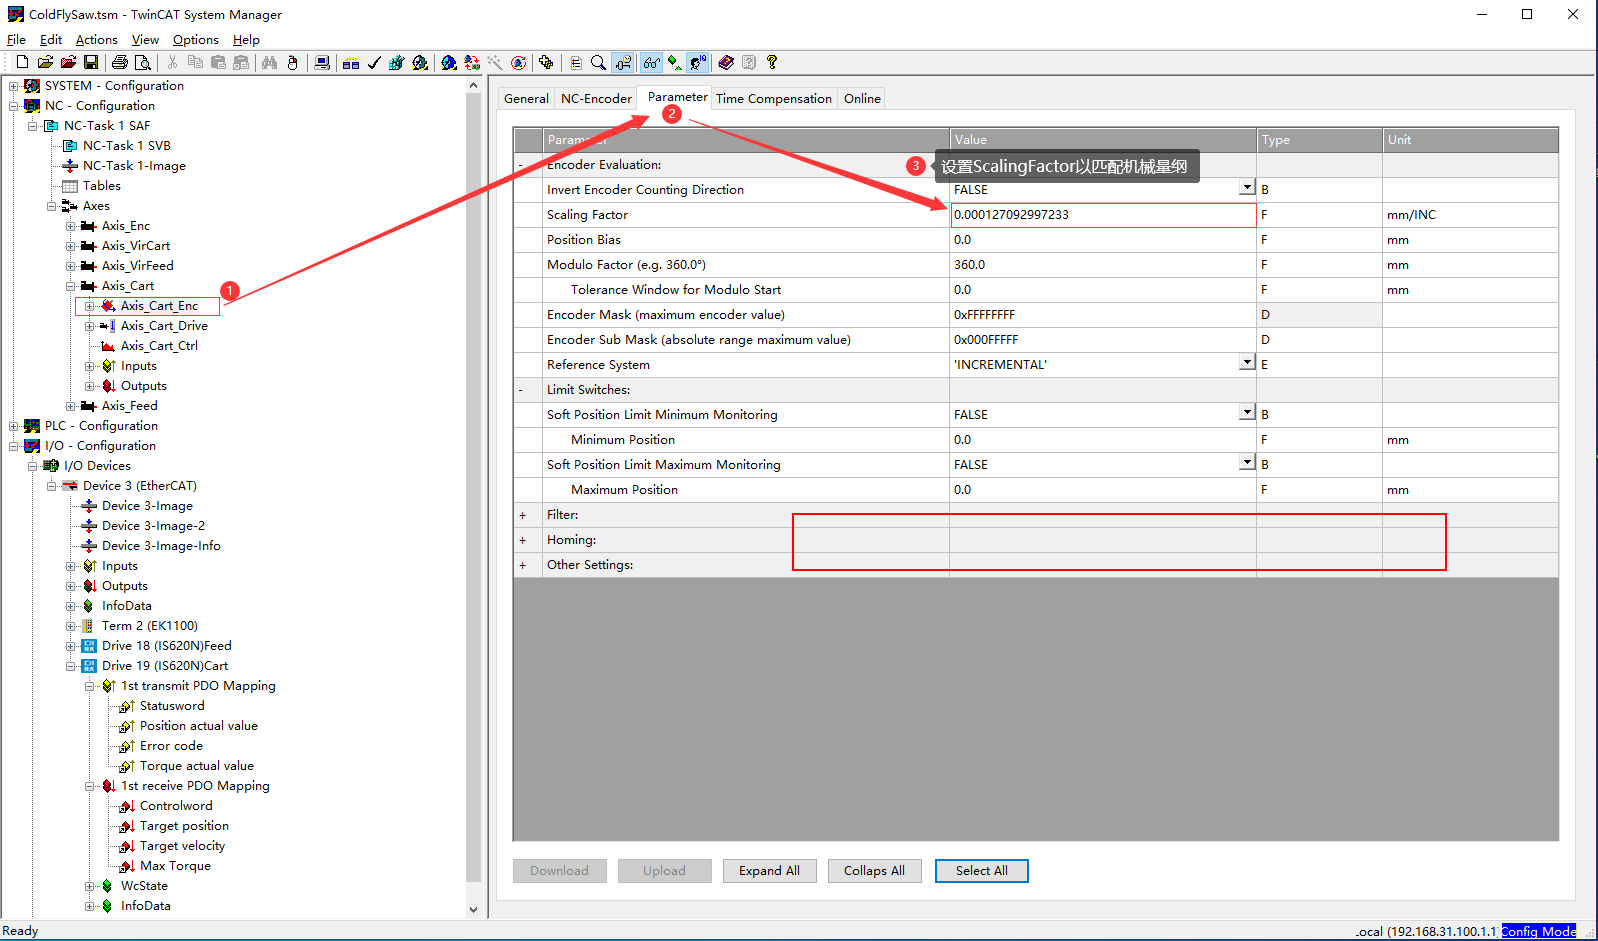 ColdFlySaw.tsm - TwinCAT System Manager
File Edit Actions View Options Help
SYSTEM - Configuration
NC - Configuration
NC-Task 1 SAF
NC-Task 1 SVB
NC-Task 1-Image
Tables
Axes
Axis_Enc
Axis_VirCart
Axis_VirFeed
Axis_Cart
Axis_Cart_Enc
1
Axis_Cart_Drive
Axis_Cart_Ctrl
Inputs
Outputs
Axis_Feed
PLC - Configuration
I/O - Configuration
I/O Devices
Device 3 (EtherCAT)
Device 3-Image
Device 3-Image-2
Device 3-Image-Info
Inputs
Outputs
InfoData
Term 2 (EK1100)
Drive 18 (IS620N)Feed
Drive 19 (IS620N)Cart
1st transmit PDO Mapping
Statusword
Position actual value
Error code
Torque actual value
1st receive PDO Mapping
Controlword
Target position
Target velocity
Max Torque
WcState
InfoData
General NC-Encoder Parameter Time Compensation Online
2
Parameter Value Type Unit
- Encoder Evaluation:
3 设置ScalingFactor以匹配机械量纲
Invert Encoder Counting Direction FALSE B
Scaling Factor 0.000127092997233 F mm/INC
Position Bias 0.0 F mm
Modulo Factor (e.g. 360.0°) 360.0 F mm
Tolerance Window for Modulo Start 0.0 F mm
Encoder Mask (maximum encoder value) 0xFFFFFFFF D
Encoder Sub Mask (absolute range maximum value) 0x000FFFFF D
Reference System 'INCREMENTAL' E
- Limit Switches:
Soft Position Limit Minimum Monitoring FALSE B
Minimum Position 0.0 F mm
Soft Position Limit Maximum Monitoring FALSE B
Maximum Position 0.0 F mm
+ Filter:
+ Homing:
+ Other Settings:
Download Upload Expand All Collaps All Select All
Ready
ocal (192.168.31.100.1.1) Config Mode